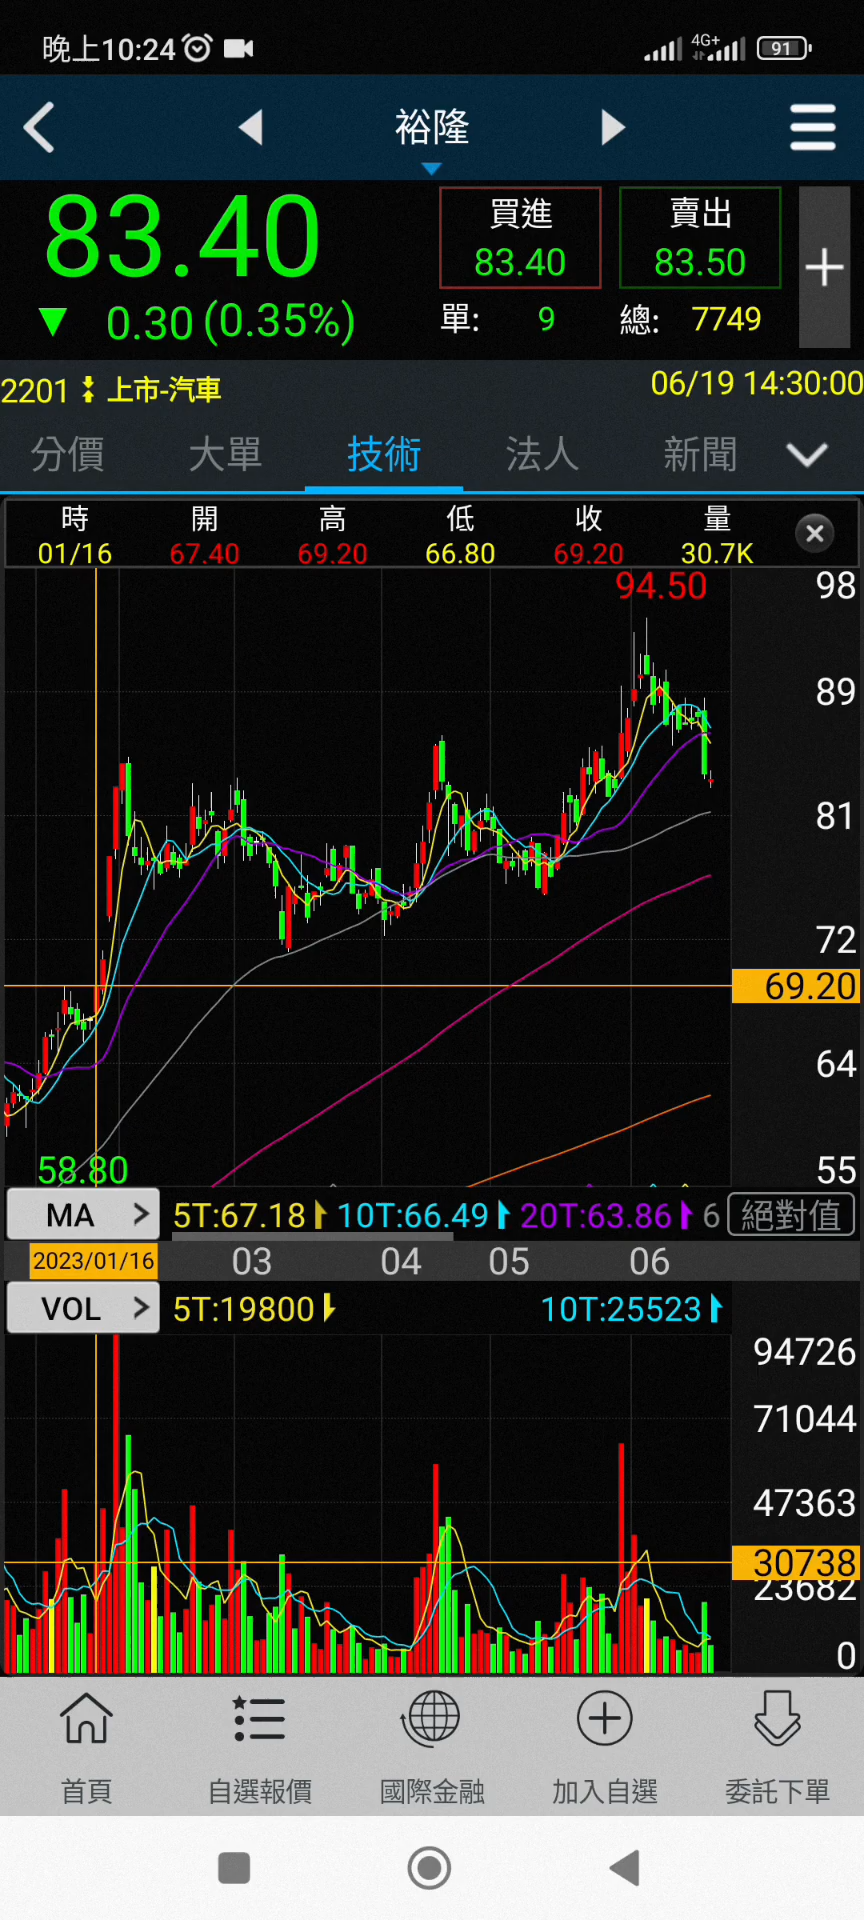 晚上10:24 4G+ 91
裕隆
83.40
買進 83.40
賣出 83.50
▼ 0.30 (0.35%)
單: 9 總: 7749
2201 上市-汽車 06/19 14:30:00
分價 大單 技術 法人 新聞
時 開 高 低 收 量
01/16 67.40 69.20 66.80 69.20 30.7K
94.50
98
89
81
72
69.20
64
58.80
55
MA 5T:67.18 10T:66.49 20T:63.86 6 絕對值
2023/01/16 03 04 05 06
VOL 5T:19800 10T:25523
94726
71044
47363
30738
23682
0
首頁 自選報價 國際金融 加入自選 委託下單